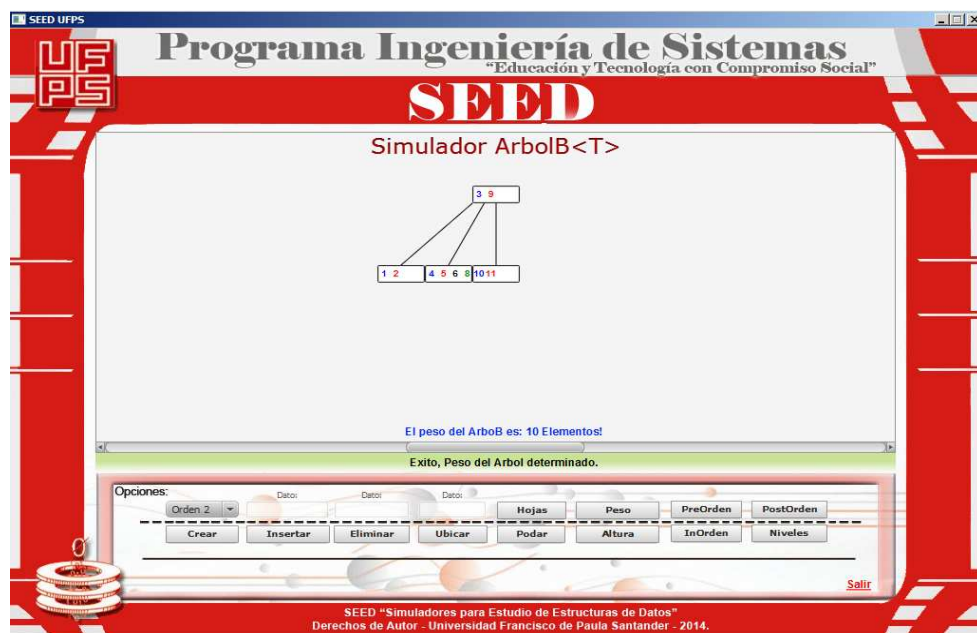 SEED UFPS
UFPS
Programa Ingeniería de Sistemas
“Educación y Tecnología con Compromiso Social”
SEED
Simulador ArbolB<T>
3 9
1 2 4 5 6 8 10 11
El peso del ArboB es: 10 Elementos!
Exito, Peso del Arbol determinado.
Opciones:
Dato: Dato: Dato:
Orden 2 Hojas Peso PreOrden PostOrden
Crear Insertar Eliminar Ubicar Podar Altura InOrden Niveles
Salir
SEED “Simuladores para Estudio de Estructuras de Datos”
Derechos de Autor - Universidad Francisco de Paula Santander - 2014.